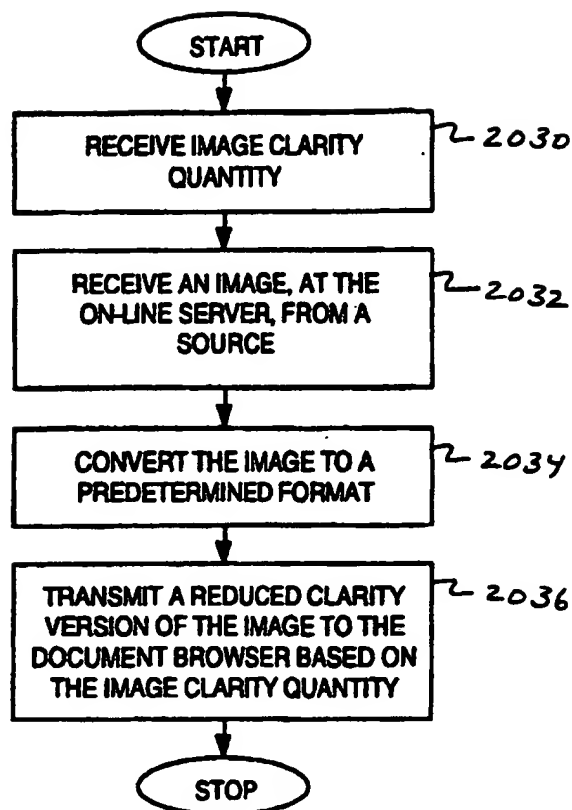 START
RECEIVE IMAGE CLARITY
QUANTITY
2030
RECEIVE AN IMAGE, AT THE
ON-LINE SERVER, FROM A
SOURCE
2032
CONVERT THE IMAGE TO A
PREDETERMINED FORMAT
2034
TRANSMIT A REDUCED CLARITY
VERSION OF THE IMAGE TO THE
DOCUMENT BROWSER BASED ON
THE IMAGE CLARITY QUANTITY
2036
STOP